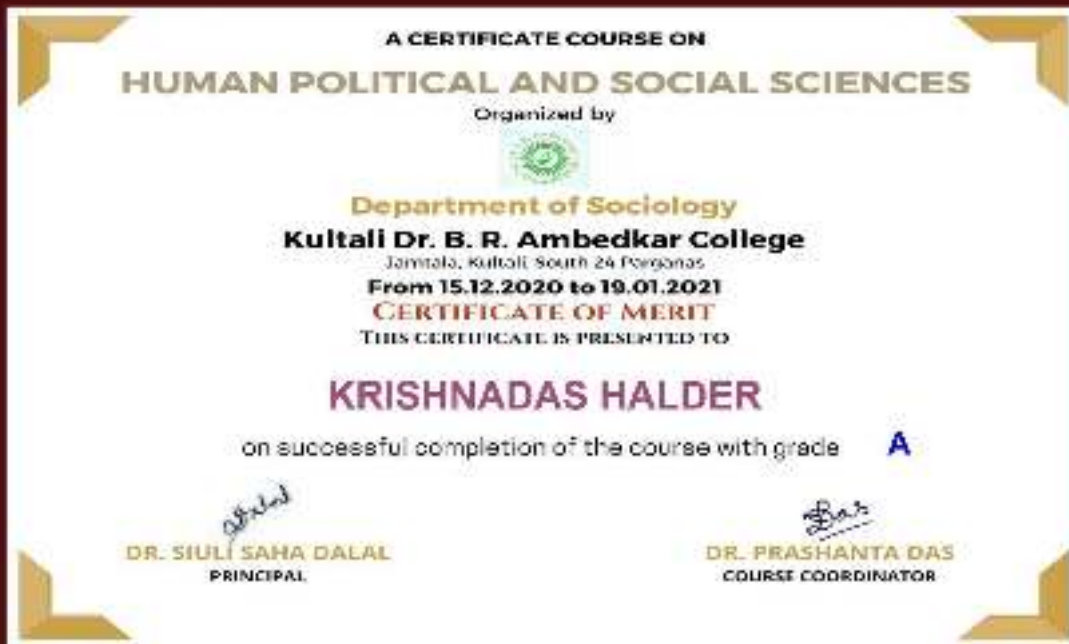 A CERTIFICATE COURSE ON
HUMAN POLITICAL AND SOCIAL SCIENCES
Organized by
Department of Sociology
Kultali Dr. B. R. Ambedkar College
Jamtala, Kultali, South 24 Parganas
From 15.12.2020 to 19.01.2021
CERTIFICATE OF MERIT
THIS CERTIFICATE IS PRESENTED TO
KRISHNADAS HALDER
on successful completion of the course with grade A
Das
DR. SIULI SAHA DALAL
PRINCIPAL
DR. PRASHANTA DAS
COURSE COORDINATOR